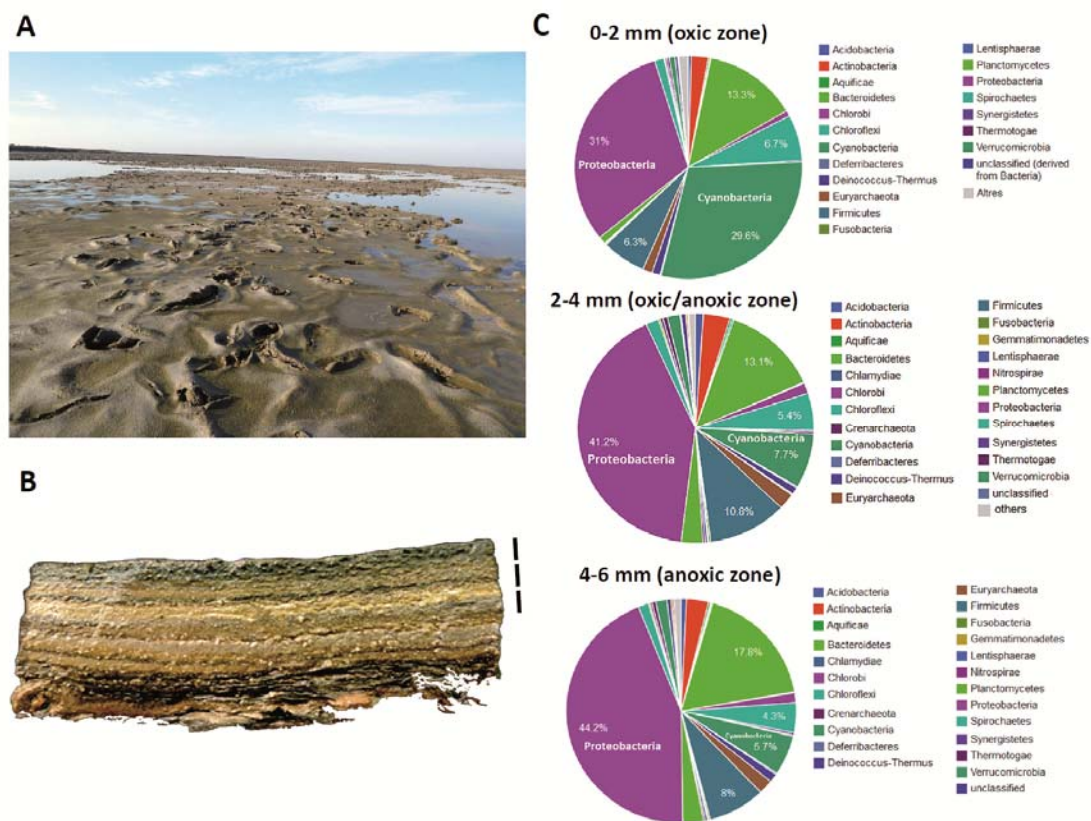 A
B
C
0-2 mm (oxic zone)
13.3%
6.7%
Cyanobacteria
29.6%
6.3%
31%
Proteobacteria
Acidobacteria
Actinobacteria
Aquificae
Bacteroidetes
Chlorobi
Chloroflexi
Cyanobacteria
Deferribacteres
Deinococcus-Thermus
Euryarchaeota
Firmicutes
Fusobacteria
Lentisphaerae
Planctomycetes
Proteobacteria
Spirochaetes
Synergistetes
Thermotogae
Verrucomicrobia
unclassified (derived
from Bacteria)
Altres
2-4 mm (oxic/anoxic zone)
13.1%
5.4%
Cyanobacteria
7.7%
10.8%
41.2%
Proteobacteria
Acidobacteria
Actinobacteria
Aquificae
Bacteroidetes
Chlamydiae
Chlorobi
Chloroflexi
Grenarchaeota
Cyanobacteria
Deferribacteres
Deinococcus-Thermus
Euryarchaeota
Firmicutes
Fusobacteria
Gemmatimonadetes
Lentisphaerae
Nitrospirae
Planctomycetes
Proteobacteria
Spirochaetes
Synergistetes
Thermotogae
Verrucomicrobia
unclassified
others
4-6 mm (anoxic zone)
17.8%
4.3%
Cyanobacteria
5.7%
8%
44.2%
Proteobacteria
Acidobacteria
Actinobacteria
Aquificae
Bacteroidetes
Chlamydiae
Chlorobi
Chloroflexi
Grenarchaeota
Cyanobacteria
Deferribacteres
Deinococcus-Thermus
Euryarchaeota
Firmicutes
Fusobacteria
Gemmatimonadetes
Lentisphaerae
Nitrospirae
Planctomycetes
Proteobacteria
Spirochaetes
Synergistetes
Thermotogae
Verrucomicrobia
unclassified